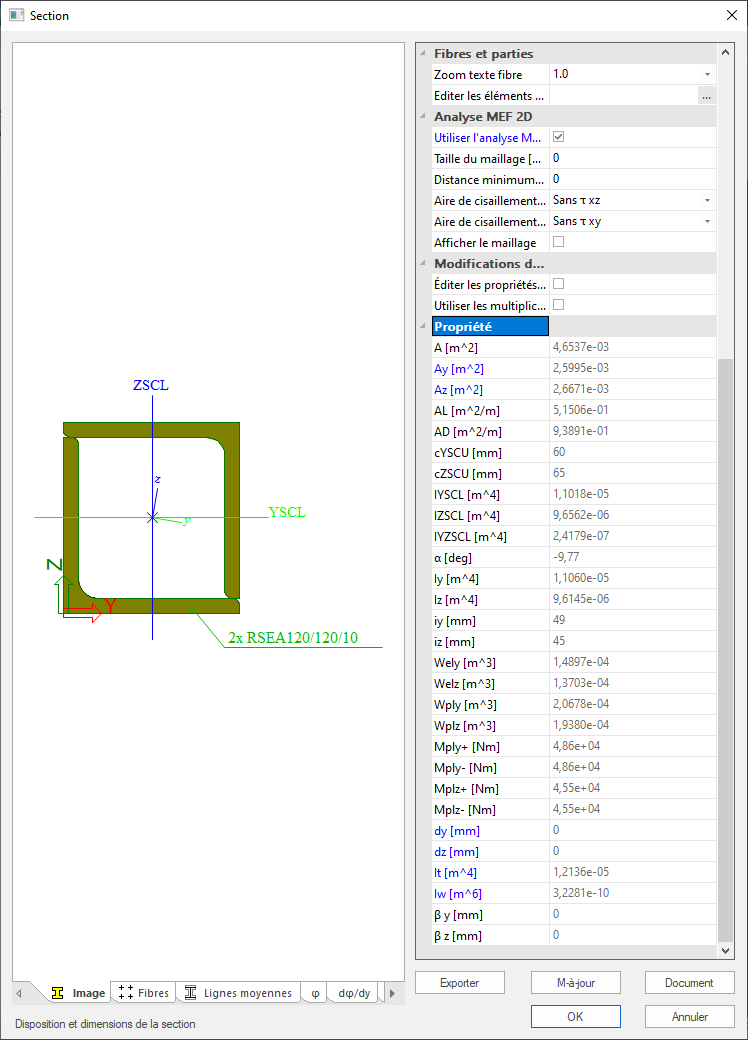 Section
ZSCL
z
y
YSCL
Z
Y
2x RSEA120/120/10
Fibres et parties
Zoom texte fibre 1.0
Editer les éléments ... ...
Analyse MEF 2D
Utiliser l'analyse M...
Taille du maillage [... 0
Distance minimum... 0
Aire de cisaillement... Sans τ xz
Aire de cisaillement... Sans τ xy
Afficher le maillage
Modifications d...
Éditer les propriétés...
Utiliser les multiplic...
Propriété
A [m^2] 4,6537e-03
Ay [m^2] 2,5995e-03
Az [m^2] 2,6671e-03
AL [m^2/m] 5,1506e-01
AD [m^2/m] 9,3891e-01
cYSCU [mm] 60
cZSCU [mm] 65
IYSCL [m^4] 1,1018e-05
IZSCL [m^4] 9,6562e-06
IYZSCL [m^4] 2,4179e-07
α [deg] -9,77
Iy [m^4] 1,1060e-05
Iz [m^4] 9,6145e-06
iy [mm] 49
iz [mm] 45
Wely [m^3] 1,4897e-04
Welz [m^3] 1,3703e-04
Wply [m^3] 2,0678e-04
Wplz [m^3] 1,9380e-04
Mply+ [Nm] 4,86e+04
Mply- [Nm] 4,86e+04
Mplz+ [Nm] 4,55e+04
Mplz- [Nm] 4,55e+04
dy [mm] 0
dz [mm] 0
It [m^4] 1,2136e-05
Iw [m^6] 3,2281e-10
β y [mm] 0
β z [mm] 0
Image Fibres Lignes moyennes φ dφ/dy
Exporter M-à-jour Document
Disposition et dimensions de la section
OK Annuler